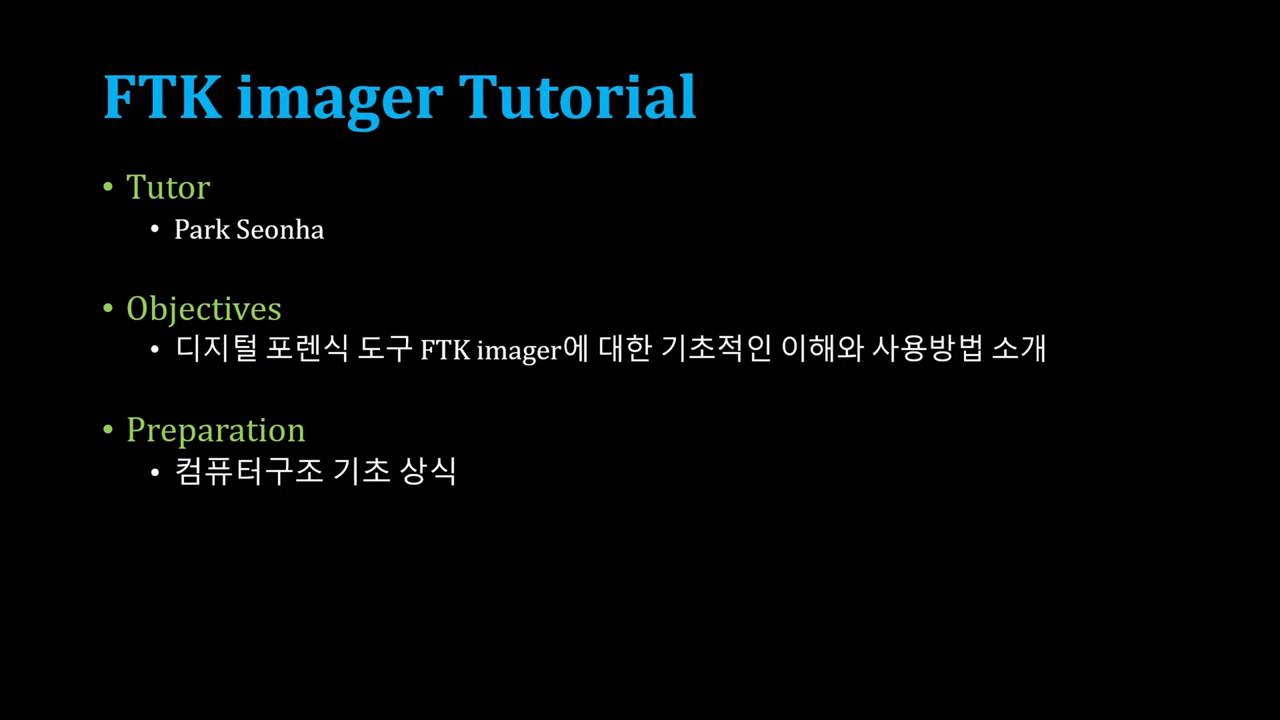 FTK imager Tutorial
• Tutor
• Park Seonha
• Objectives
• 디지털 포렌식 도구 FTK imager에 대한 기초적인 이해와 사용방법 소개
• Preparation
• 컴퓨터구조 기초 상식